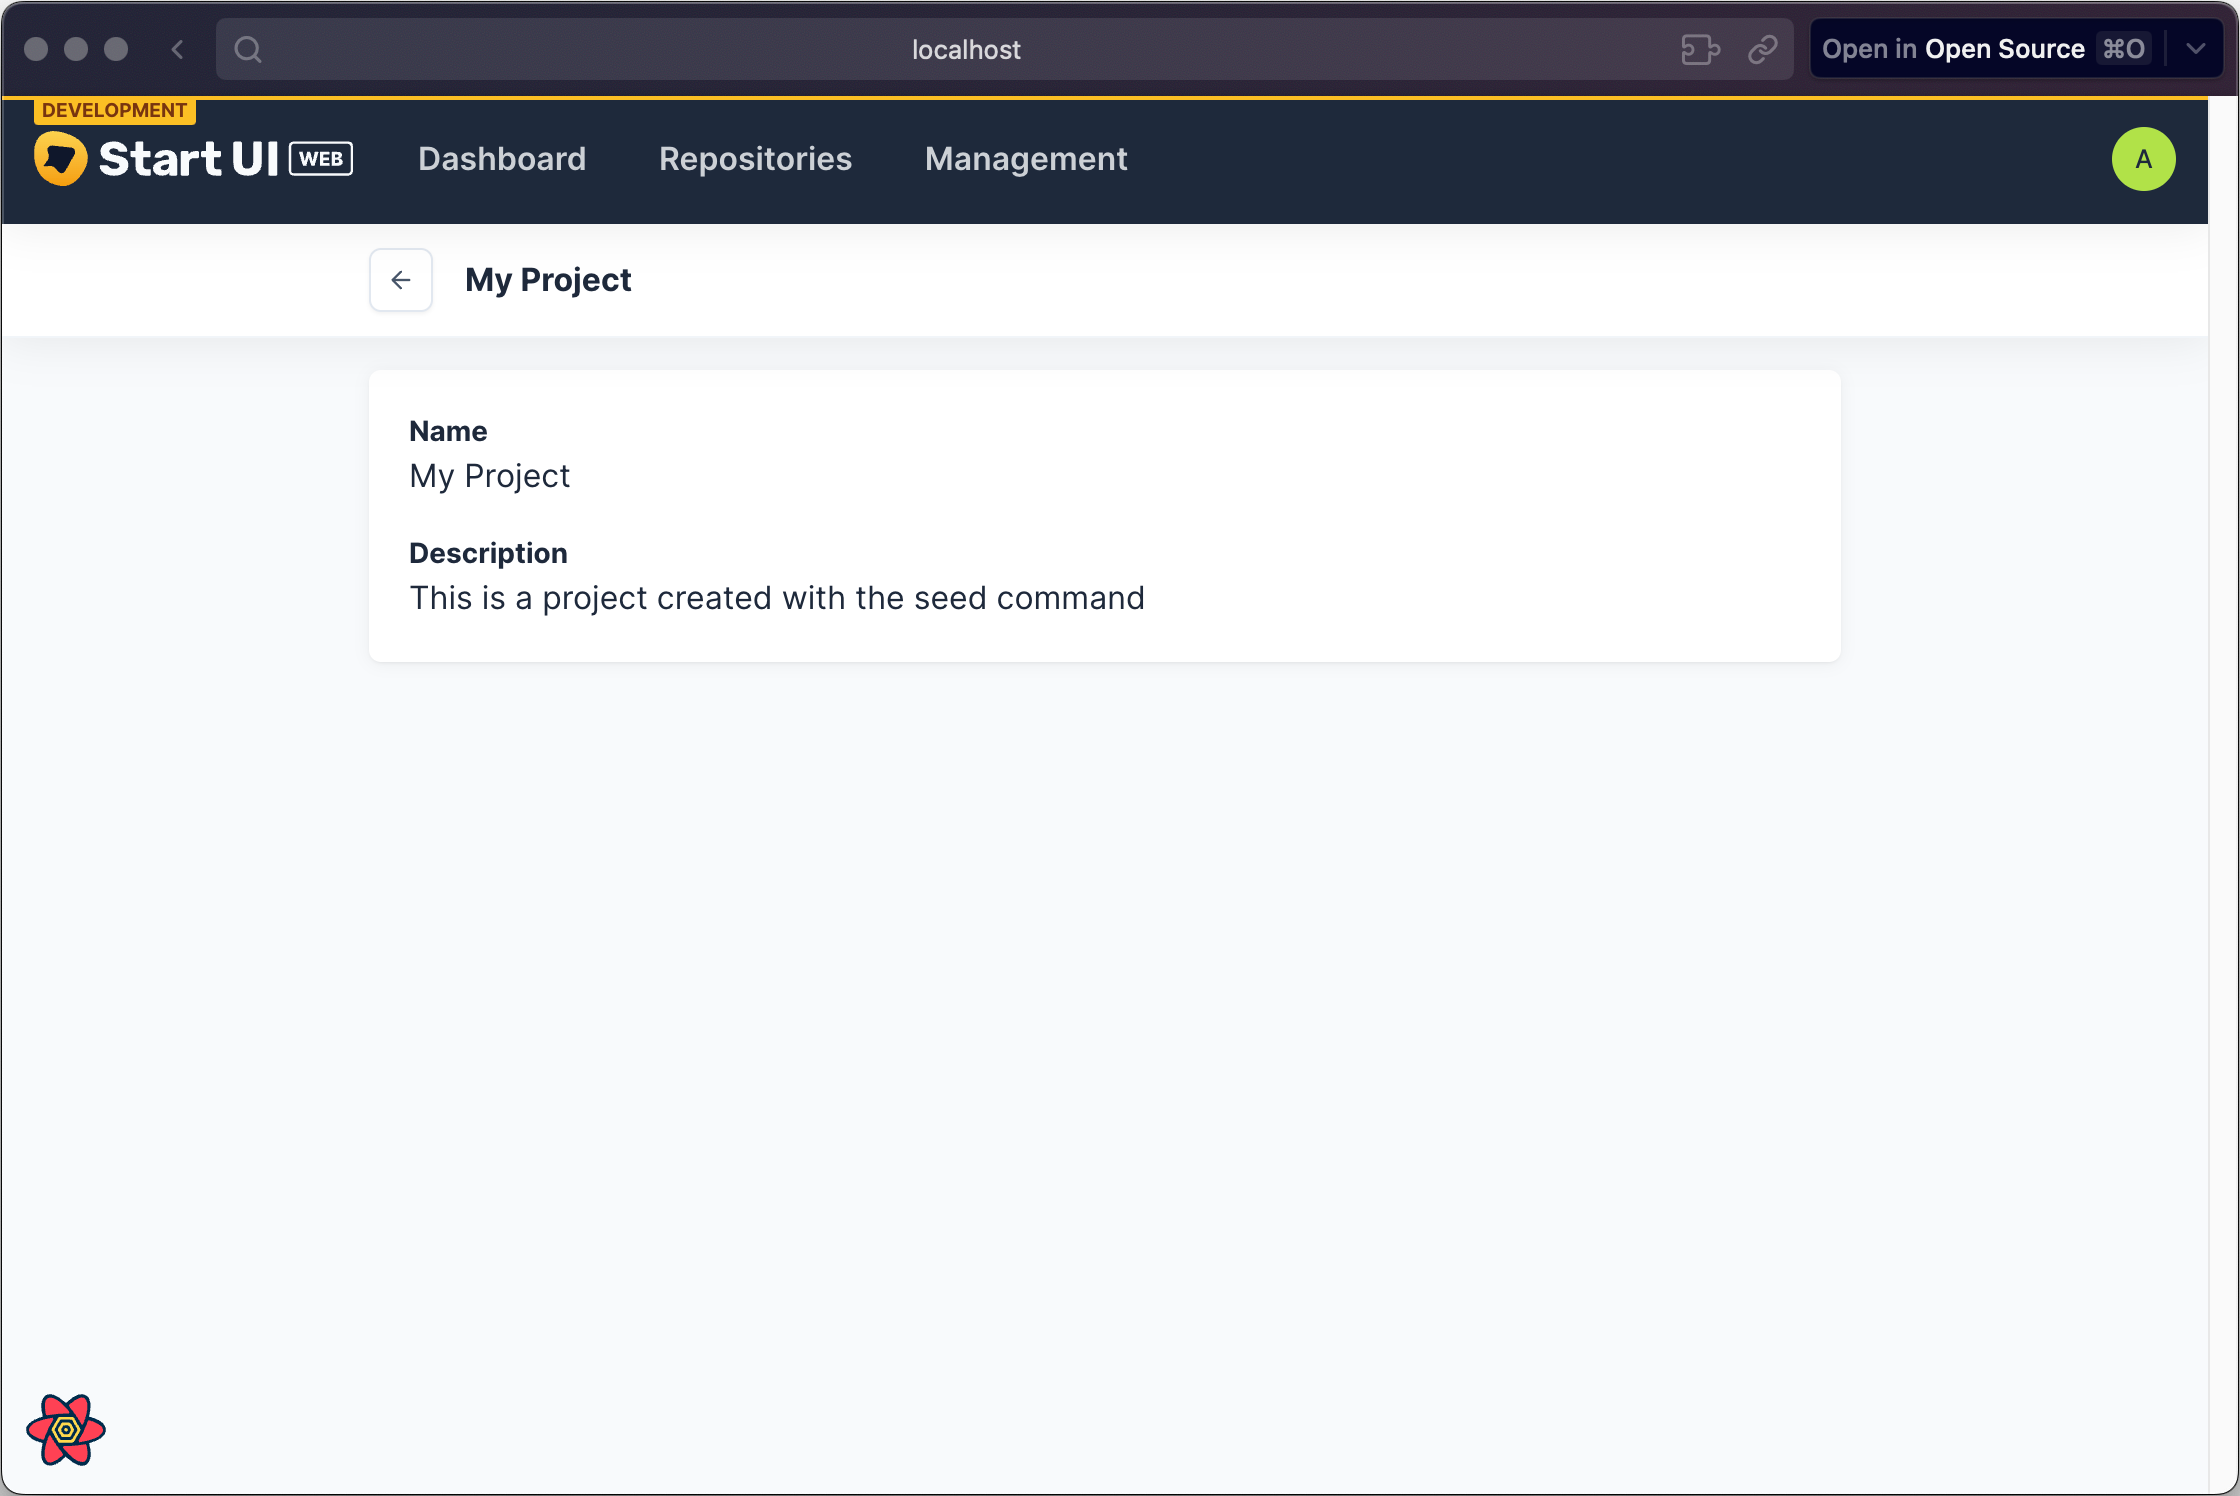 localhost
Open in Open Source ⌘O
DEVELOPMENT
Start UI WEB
Dashboard
Repositories
Management
A
My Project
Name
My Project
Description
This is a project created with the seed command